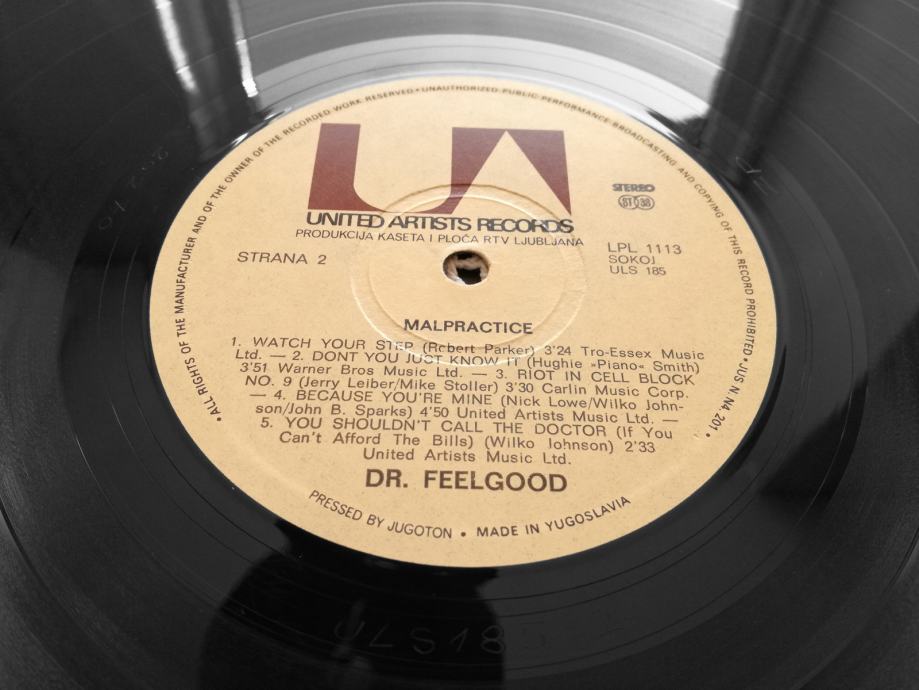 •ALL RIGHTS OF THE MANUFACTURER AND OF THE OWNER OF THE RECORDED WORK RESERVED•UNAUTHORIZED PUBLIC PERFORMANCE•BROADCASTING AND COPYING OF THIS RECORD PROHIBITED•JUS N. N4 201•
UA
STEREO
ST 33
UNITED ARTISTS RECORDS
PRODUKCIJA KASETA I PLOČA RTV LJUBLJANA
STRANA 2
LPL 1113
SOKOJ
ULS 185
MALPRACTICE
1. WATCH YOUR STEP (Robert Parker) 3'24 Tro-Essex Music
Ltd. — 2. DONT YOU JUST KNOW IT (Hughie »Piano« Smith)
3'51 Warner Bros Music Ltd. — 3. RIOT IN CELL BLOCK
NO. 9 (Jerry Leiber/Mike Stoller) 3'30 Carlin Music Corp.
— 4. BECAUSE YOU'RE MINE (Nick Lowe/Wilko John-
son/John B. Sparks) 4'50 United Artists Music Ltd. —
5. YOU SHOULDN'T CALL THE DOCTOR (If You
Can't Afford The Bills) (Wilko Johnson) 2'33
United Artists Music Ltd.
DR. FEELGOOD
PRESSED BY JUGOTON • MADE IN YUGOSLAVIA